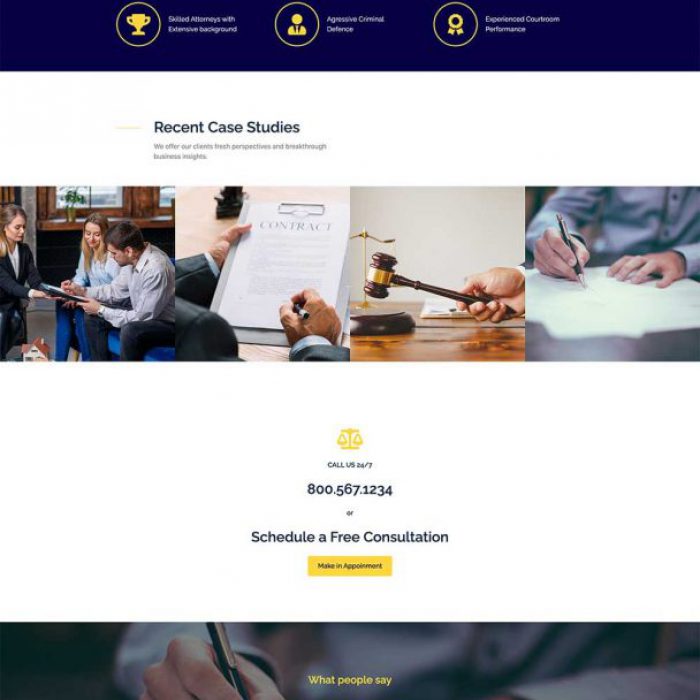 Skilled Attorneys with
Extensive background
Agressive Criminal
Defence
Experienced Courtroom
Performance
Recent Case Studies
We offer our clients fresh perspectives and breakthrough
business insights.
CONTRACT
CALL US 24/7
800.567.1234
or
Schedule a Free Consultation
Make in Appoinment
What people say